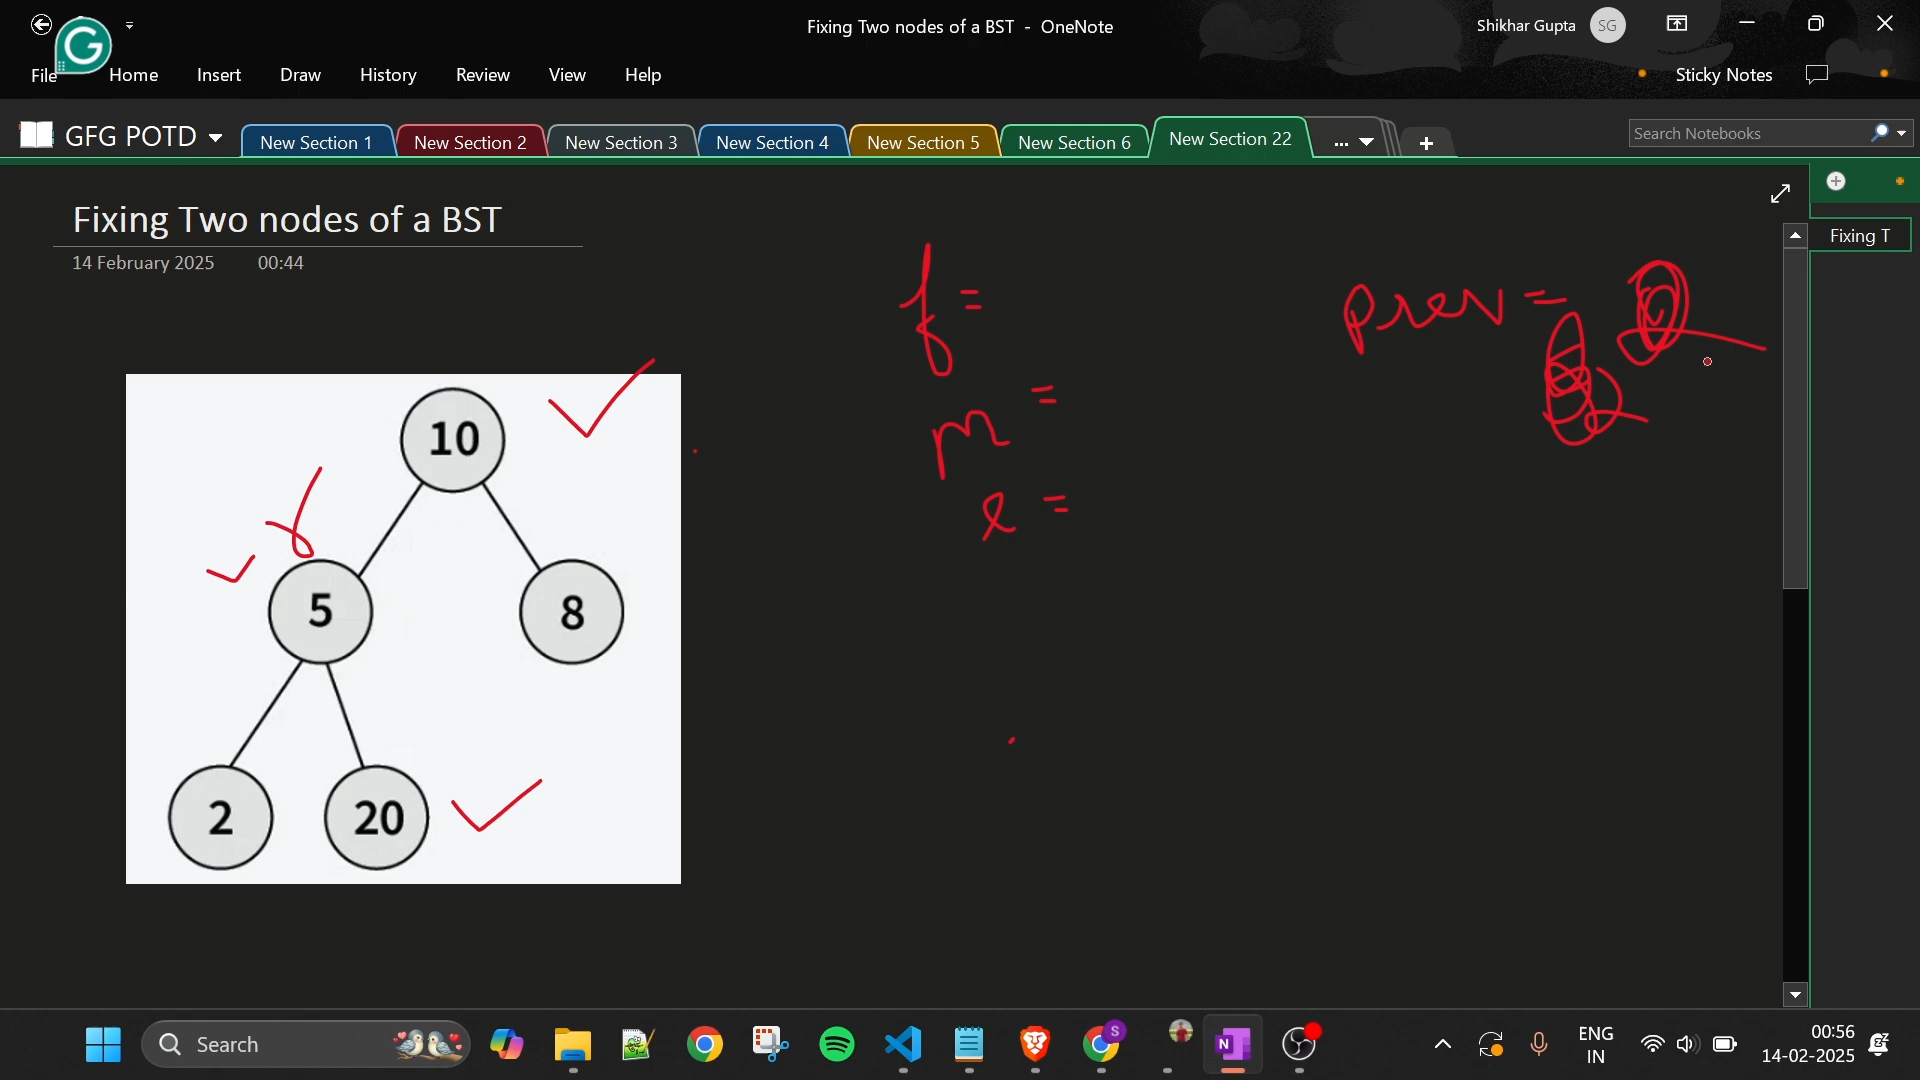 Fixing Two nodes of a BST - OneNote
Shikhar Gupta SG
File Home Insert Draw History Review View Help
Sticky Notes
GFG POTD
New Section 1 New Section 2 New Section 3 New Section 4 New Section 5 New Section 6 New Section 22 ...
Search Notebooks
Fixing Two nodes of a BST
14 February 2025 00:44
Fixing T
f =
prev =
m =
l =
10
5 8
2 20
Search
ENG
IN
00:56
14-02-2025